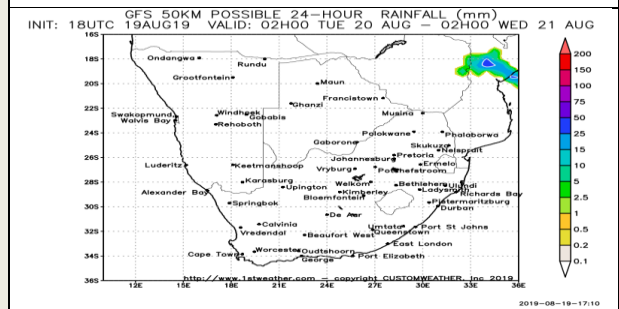 GFS 50KM POSSIBLE 24-HOUR RAINFALL (mm)
INIT: 18UTC 19AUG19 VALID: 02H00 TUE 20 AUG - 02H00 WED 21 AUG
16S
18S
20S
22S
24S
26S
28S
30S
32S
34S
36S
12E
15E
18E
21E
24E
27E
30E
33E
36E
Ondangwa
Rundu
Grootfontein
Maun
Francistown
Ghanzi
Musina
Swakopmund
Walvis Bay
Windhoek
Gobabis
Rehoboth
Polokwane
Phalaborwa
Gaborone
Skukuza
Nelspruit
Pretoria
Johannesburg
Ermelo
Luderitz
Keetmanshoop
Vryburg
Potchefstroom
Karasburg
Upington
Welkom
Bethlehem
Ulundi
Ladysmith
Kimberley
Richards Bay
Alexander Bay
Bloemfontein
Springbok
Pietermaritzburg
Durban
De Aar
Calvinia
Vredendal
Beaufort West
Umtata
Queenstown
Port St Johns
East London
Worcester
Oudtshoorn
Cape Town
George
Port Elizabeth
http://www.1stweather.com - copyright CUSTOMWEATHER, Inc 2019
200
150
100
75
50
25
15
10
5
2.5
1
0.5
0.2
0.1
2019-08-19-17:10